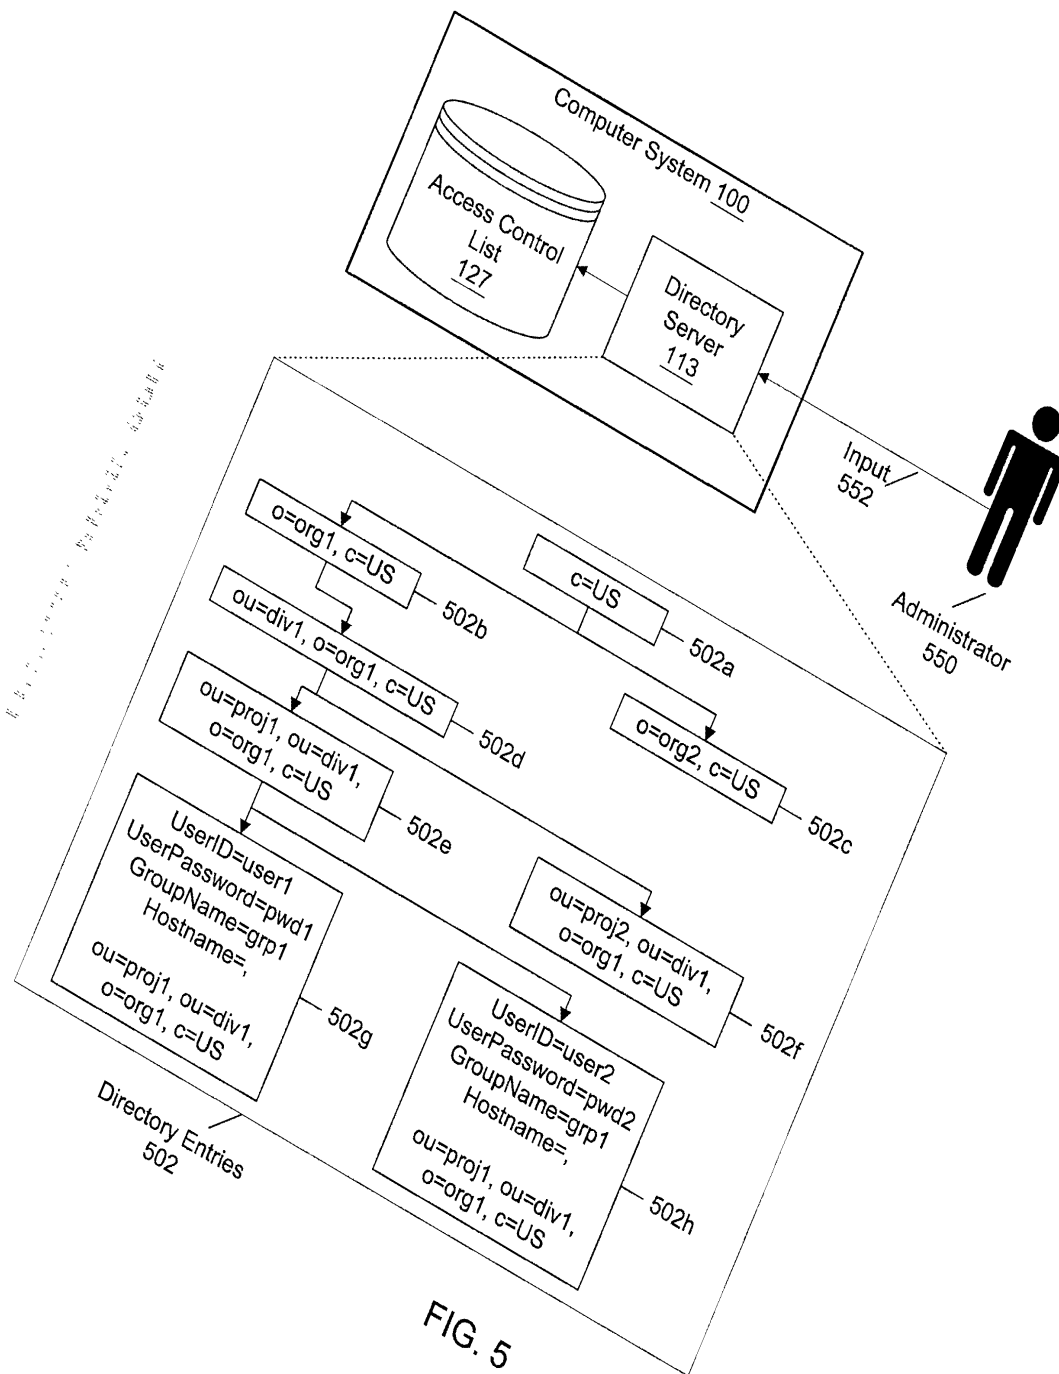 Computer System 100
Access Control
List
127
Directory
Server
113
Input
552
Administrator
550
c=US
502a
o=org1, c=US
502b
o=org2, c=US
502c
ou=div1, o=org1, c=US
502d
ou=proj1, ou=div1,
o=org1, c=US
502e
ou=proj2, ou=div1,
o=org1, c=US
502f
UserID=user1
UserPassword=pwd1
GroupName=grp1
Hostname=,
ou=proj1, ou=div1,
o=org1, c=US
502g
UserID=user2
UserPassword=pwd2
GroupName=grp1
Hostname=,
ou=proj1, ou=div1,
o=org1, c=US
502h
Directory Entries
502
FIG. 5